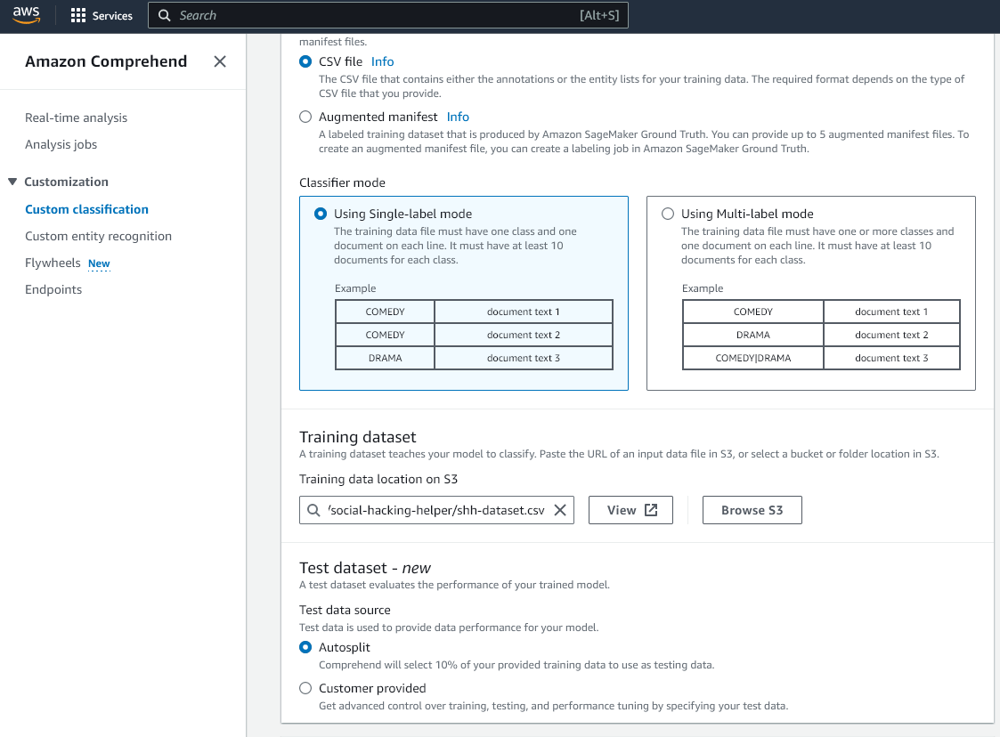 aws
Services
Search
[Alt+S]
Amazon Comprehend
Real-time analysis
Analysis jobs
Customization
Custom classification
Custom entity recognition
Flywheels New
Endpoints
manifest files.
CSV file Info
The CSV file that contains either the annotations or the entity lists for your training data. The required format depends on the type of
CSV file that you provide.
Augmented manifest Info
A labeled training dataset that is produced by Amazon SageMaker Ground Truth. You can provide up to 5 augmented manifest files. To
create an augmented manifest file, you can create a labeling job in Amazon SageMaker Ground Truth.
Classifier mode
Using Single-label mode
The training data file must have one class and one
document on each line. It must have at least 10
documents for each class.
Example
COMEDY document text 1
COMEDY document text 2
DRAMA document text 3
Using Multi-label mode
The training data file must have one or more classes and
one document on each line. It must have at least 10
documents for each class.
Example
COMEDY document text 1
DRAMA document text 2
COMEDY|DRAMA document text 3
Training dataset
A training dataset teaches your model to classify. Paste the URL of an input data file in S3, or select a bucket or folder location in S3.
Training data location on S3
/social-hacking-helper/shh-dataset.csv
View
Browse S3
Test dataset - new
A test dataset evaluates the performance of your trained model.
Test data source
Test data is used to provide data performance for your model.
Autosplit
Comprehend will select 10% of your provided training data to use as testing data.
Customer provided
Get advanced control over training, testing, and performance tuning by specifying your test data.